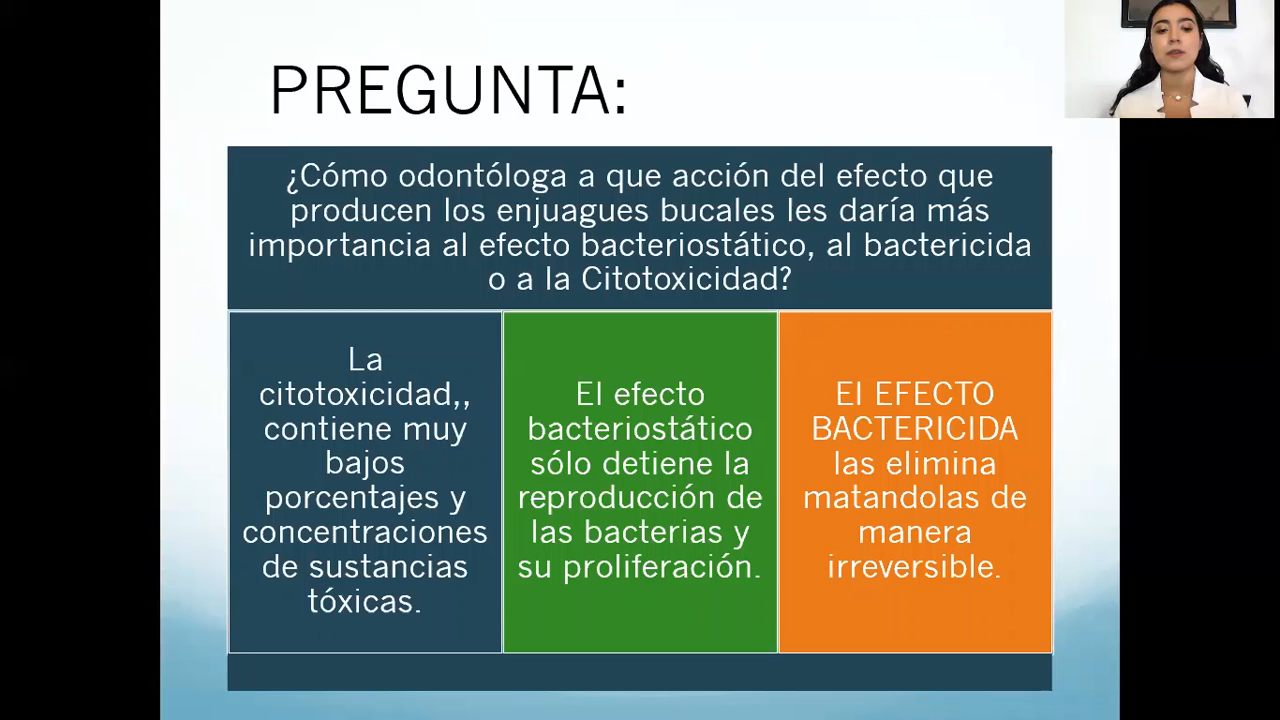 PREGUNTA:
¿Cómo odontóloga a que acción del efecto que
producen los enjuagues bucales les daría más
importancia al efecto bacteriostático, al bactericida
o a la Citotoxicidad?
La
citotoxicidad,,
contiene muy
bajos
porcentajes y
concentraciones
de sustancias
tóxicas.
El efecto
bacteriostático
sólo detiene la
reproducción de
las bacterias y
su proliferación.
El EFECTO
BACTERICIDA
las elimina
matandolas de
manera
irreversible.